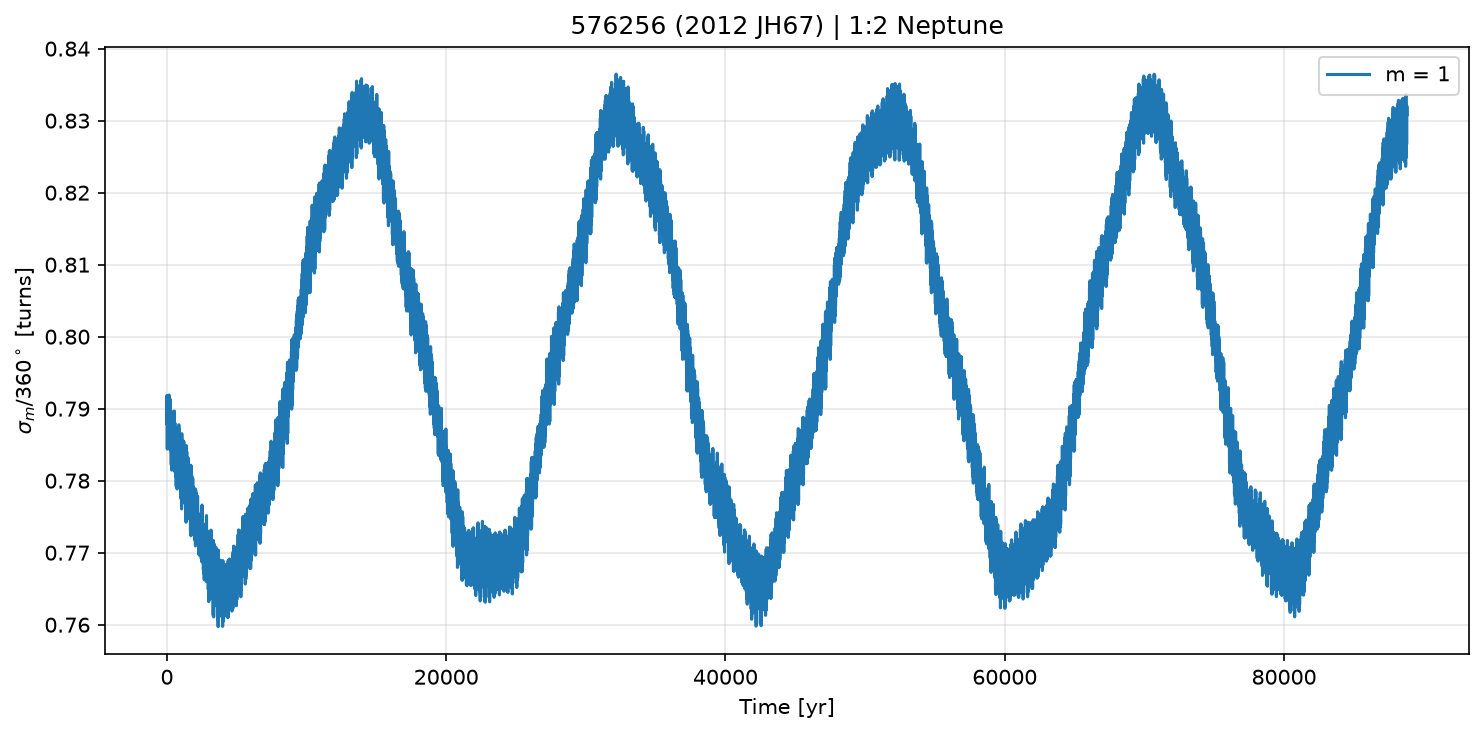 576256 (2012 JH67) | 1:2 Neptune
m = 1
0.84
0.83
0.82
0.81
0.80
0.79
0.78
0.77
0.76
σₘ/360° [turns]
0 20000 40000 60000 80000
Time [yr]